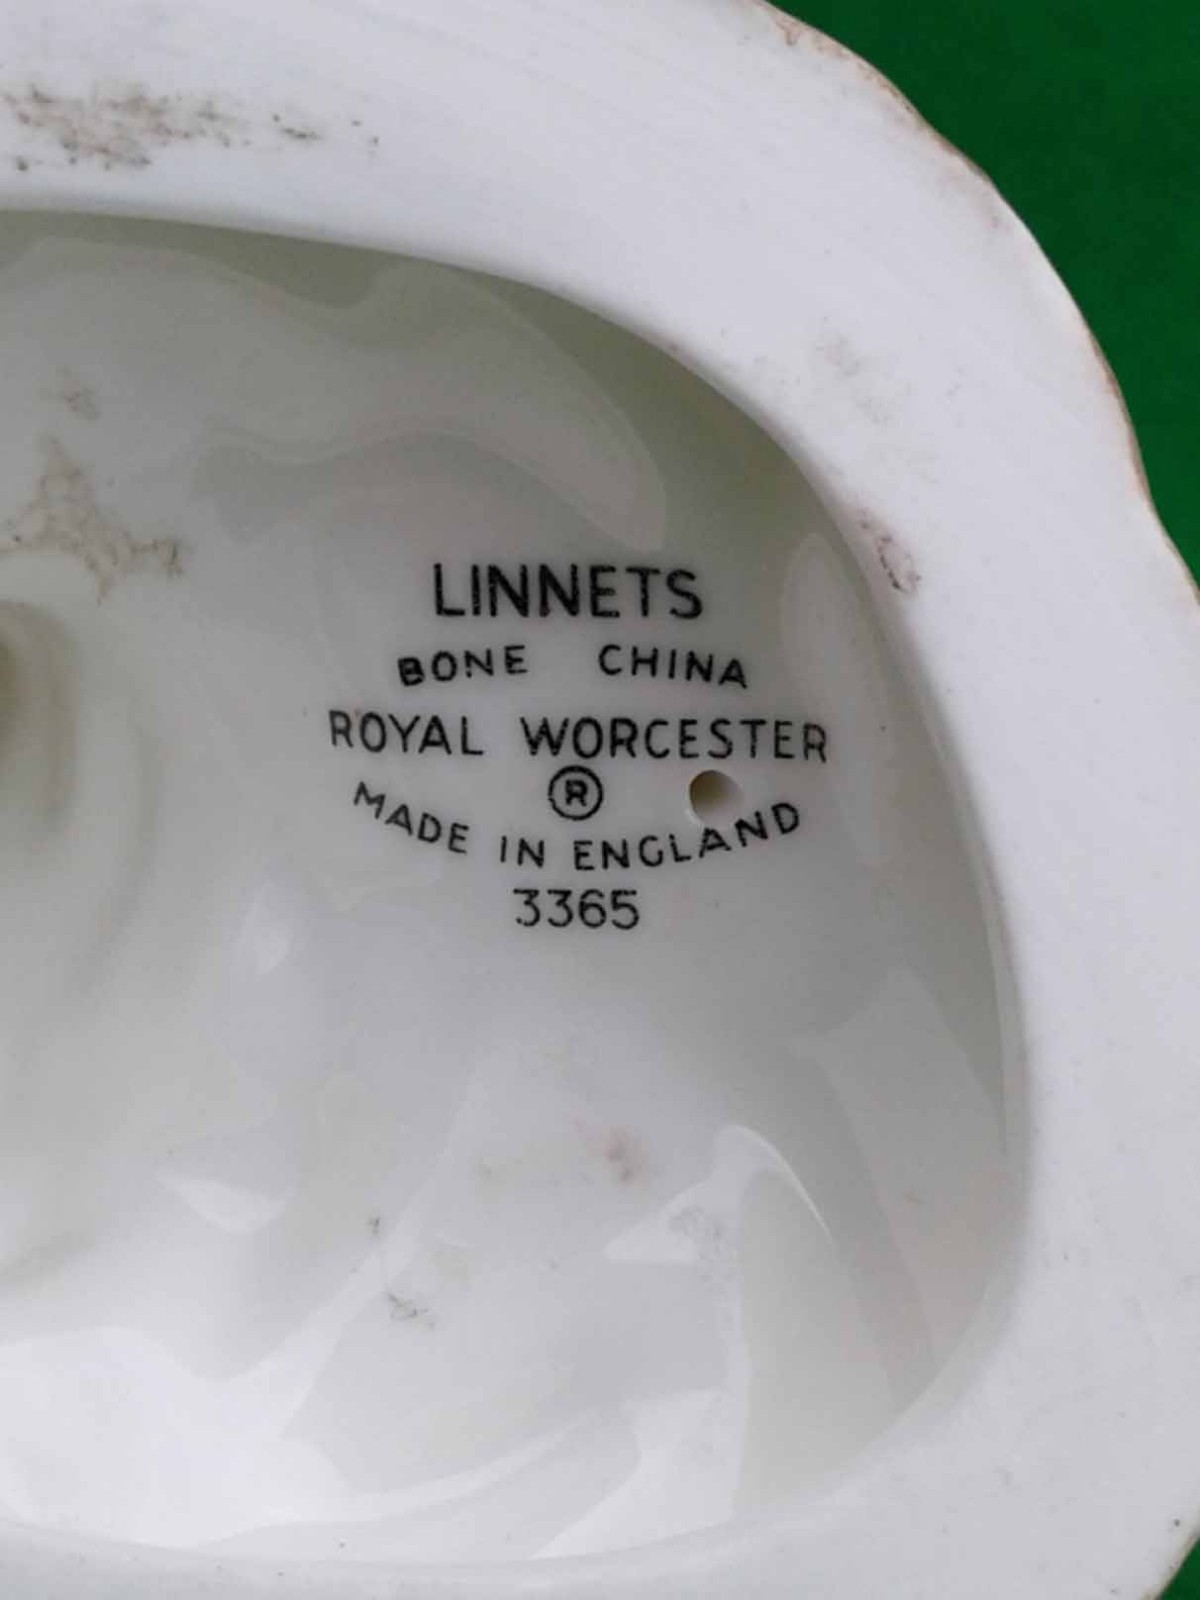 LINNETS
BONE CHINA
ROYAL WORCESTER
®
MADE IN ENGLAND
3365